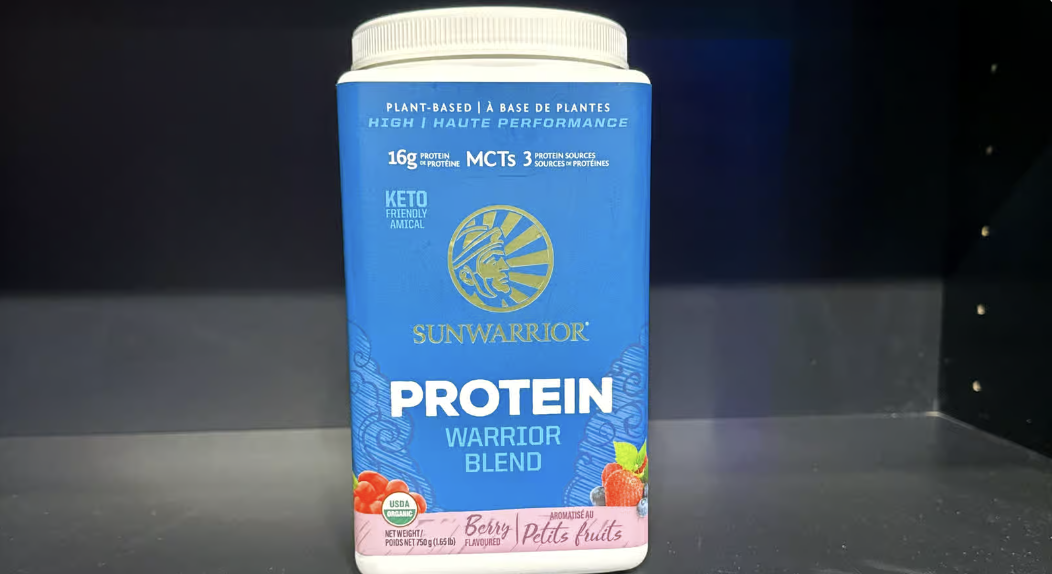 PLANT-BASED | À BASE DE PLANTES
HIGH | HAUTE PERFORMANCE
16g PROTEIN DE PROTÉINE MCTs 3 PROTEIN SOURCES SOURCES DE PROTÉINES
KETO
FRIENDLY
AMICAL
SUNWARRIOR®
PROTEIN
WARRIOR
BLEND
USDA
ORGANIC
NET WEIGHT/
POIDS NET 750 g (1.65 lb)
Berry
FLAVOURED
AROMATISÉ AU
Petits fruits